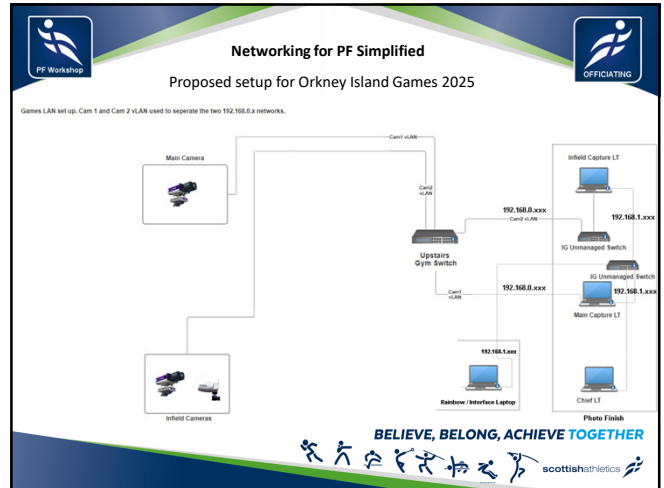 PF Workshop
Networking for PF Simplified
OFFICIATING
Proposed setup for Orkney Island Games 2025
Games LAN set up. Cam 1 and Cam 2 vLAN used to seperate the two 192.168.0.x networks.
Cam1 vLAN
Main Camera
Infield Capture LT
Cam2
vLAN
192.168.0.xxx
Cam2 vLAN
192.168.1.xxx
Upstairs
Gym Switch
IG Unmanaged Switch
IG Unmanaged Switch
Cam1
vLAN
192.168.0.xxx
192.168.1.xxx
Main Capture LT
192.168.1.xxx
Rainbow / Interface Laptop
Chief LT
Infield Cameras
Photo Finish
BELIEVE, BELONG, ACHIEVE TOGETHER
scottishathletics